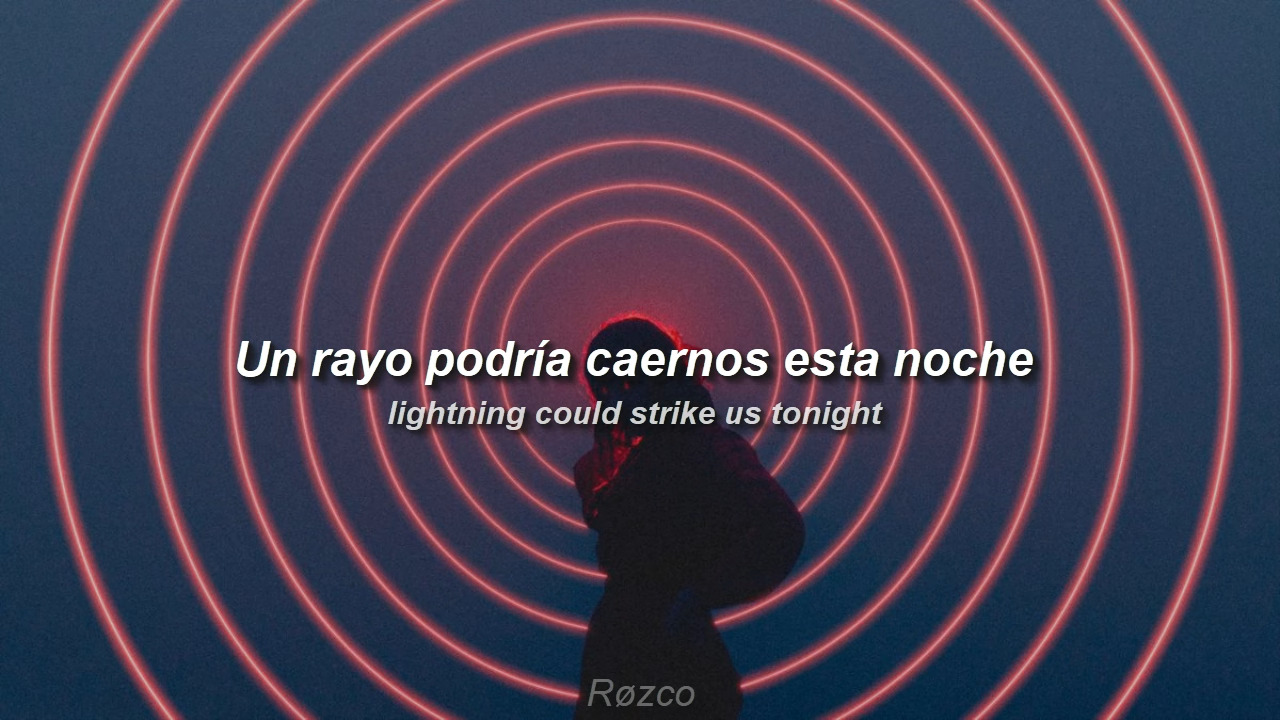 Un rayo podría caernos esta noche
lightning could strike us tonight
Røzco